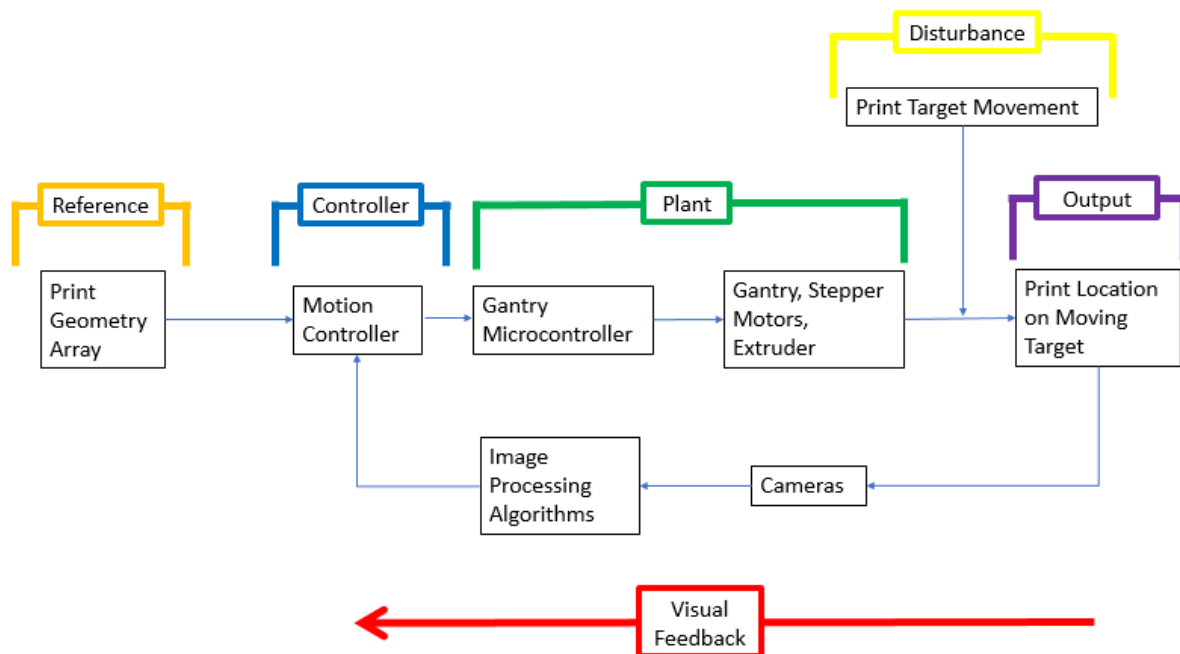 Disturbance
Print Target Movement
Reference
Controller
Plant
Output
Print
Geometry
Array
Motion
Controller
Gantry
Microcontroller
Gantry, Stepper
Motors,
Extruder
Print Location
on Moving
Target
Image
Processing
Algorithms
Cameras
Visual
Feedback